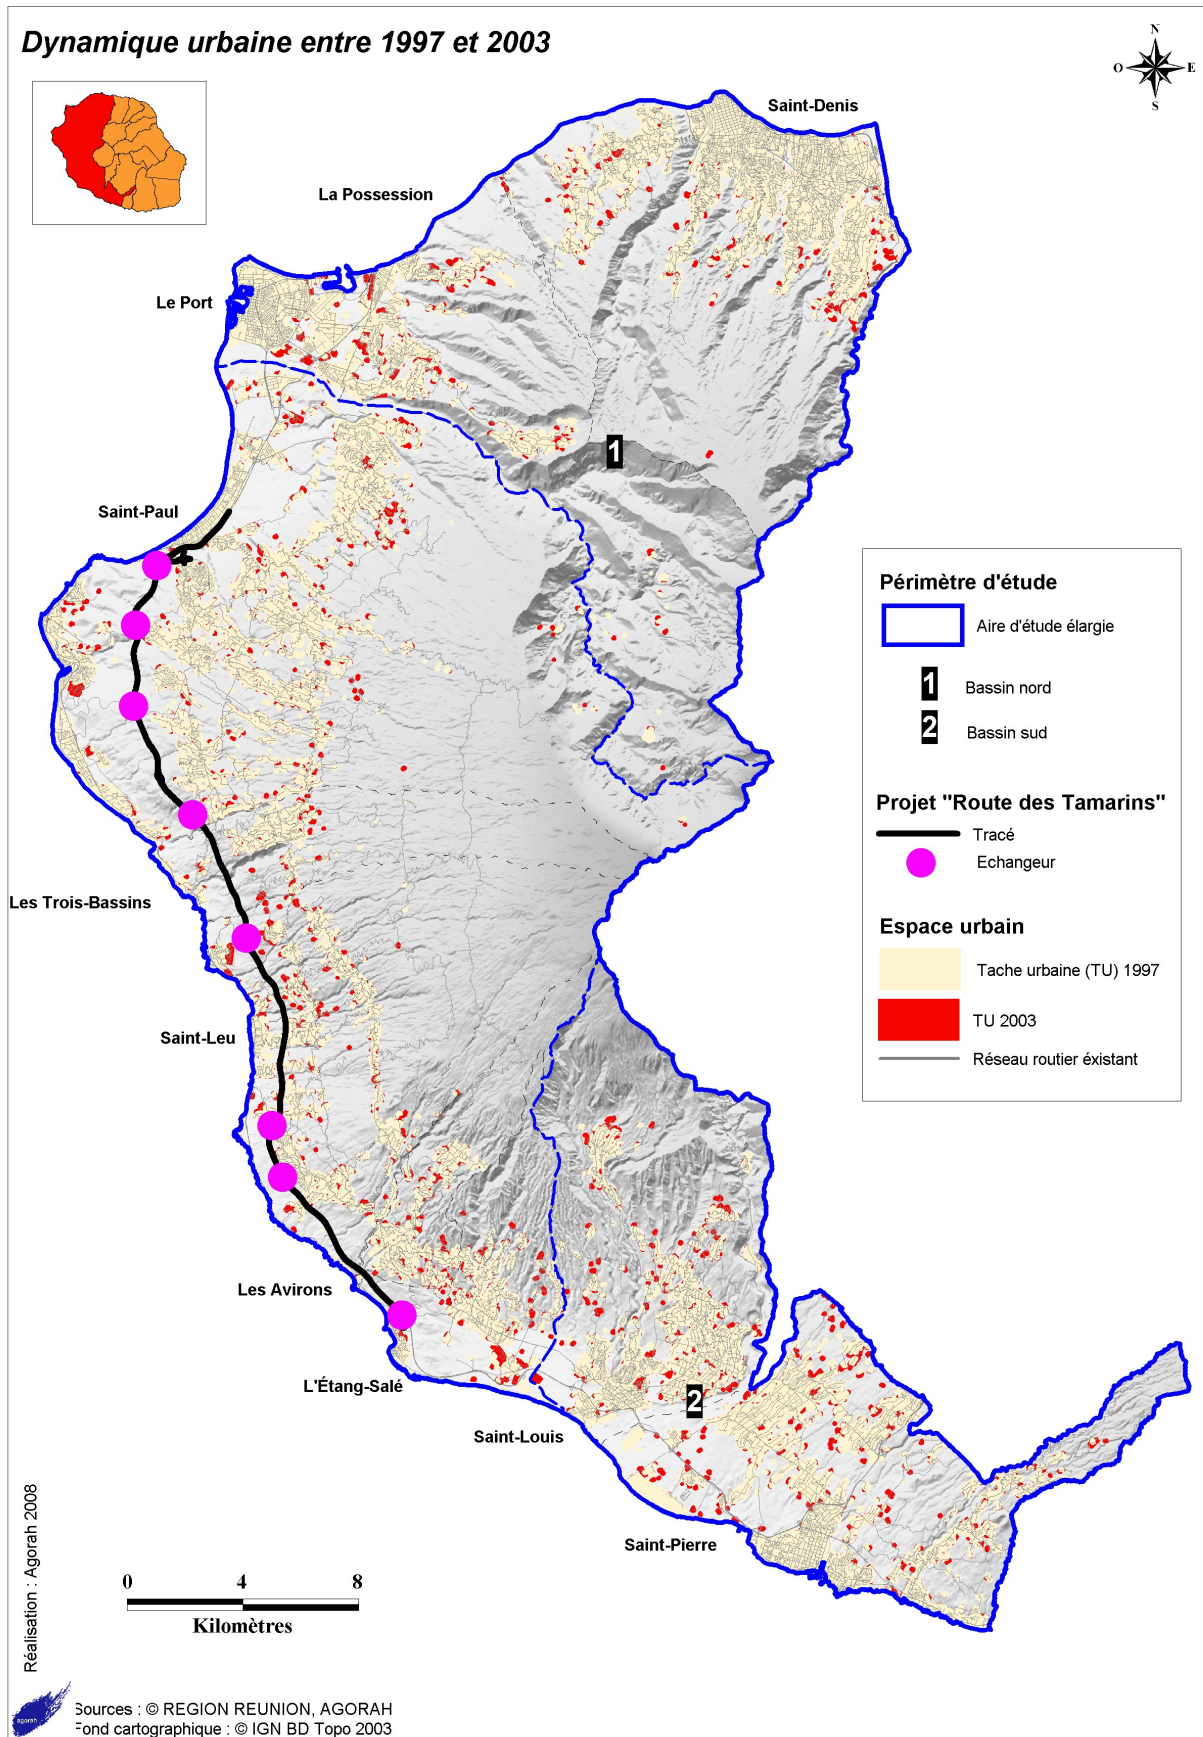 Dynamique urbaine entre 1997 et 2003
N
O
E
S
Saint-Denis
La Possession
Le Port
1
Saint-Paul
Périmètre d'étude
Aire d'étude élargie
1
Bassin nord
2
Bassin sud
Projet "Route des Tamarins"
Tracé
Echangeur
Les Trois-Bassins
Espace urbain
Tache urbaine (TU) 1997
TU 2003
Réseau routier éxistant
Saint-Leu
Les Avirons
L'Étang-Salé
2
Saint-Louis
Saint-Pierre
Réalisation : Agorah 2008
0 4 8
Kilomètres
agorah
Sources : © REGION REUNION, AGORAH
Fond cartographique : © IGN BD Topo 2003